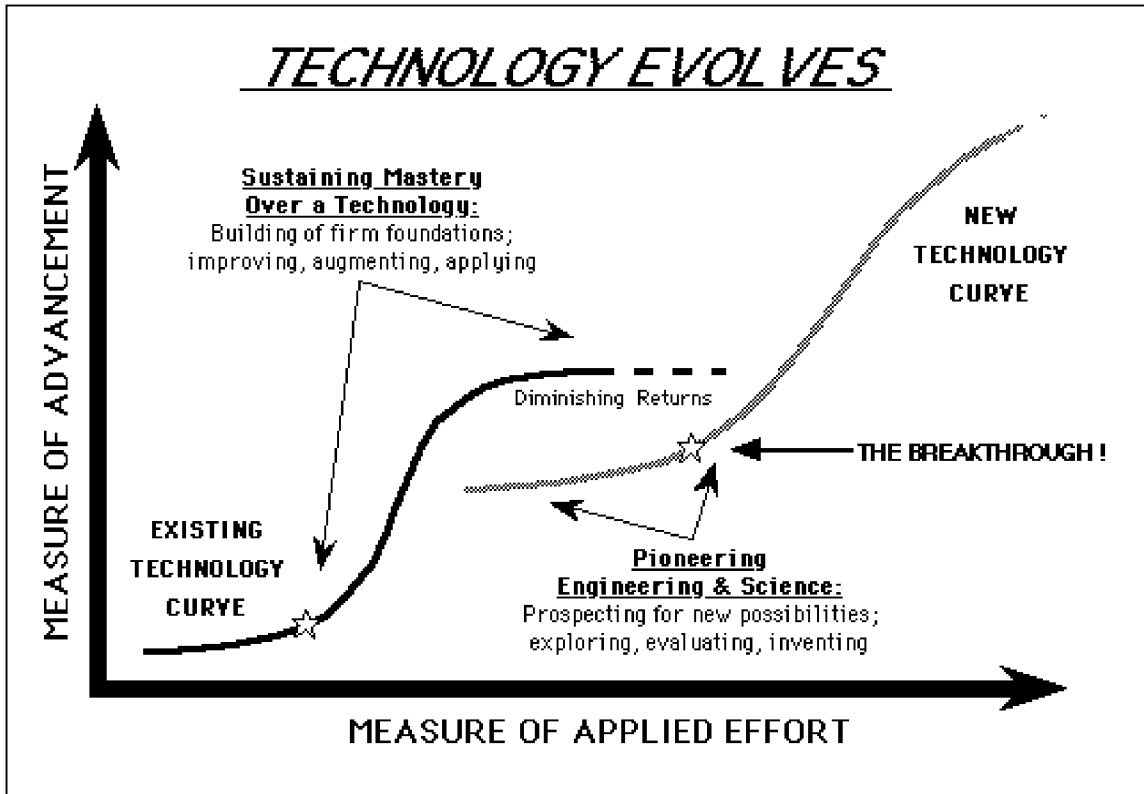 TECHNOLOGY EVOLVES
MEASURE OF ADVANCEMENT
Sustaining Mastery
Over a Technology:
Building of firm foundations;
improving, augmenting, applying
NEW
TECHNOLOGY
CURVE
Diminishing Returns
THE BREAKTHROUGH !
EXISTING
TECHNOLOGY
CURVE
Pioneering
Engineering & Science:
Prospecting for new possibilities;
exploring, evaluating, inventing
MEASURE OF APPLIED EFFORT